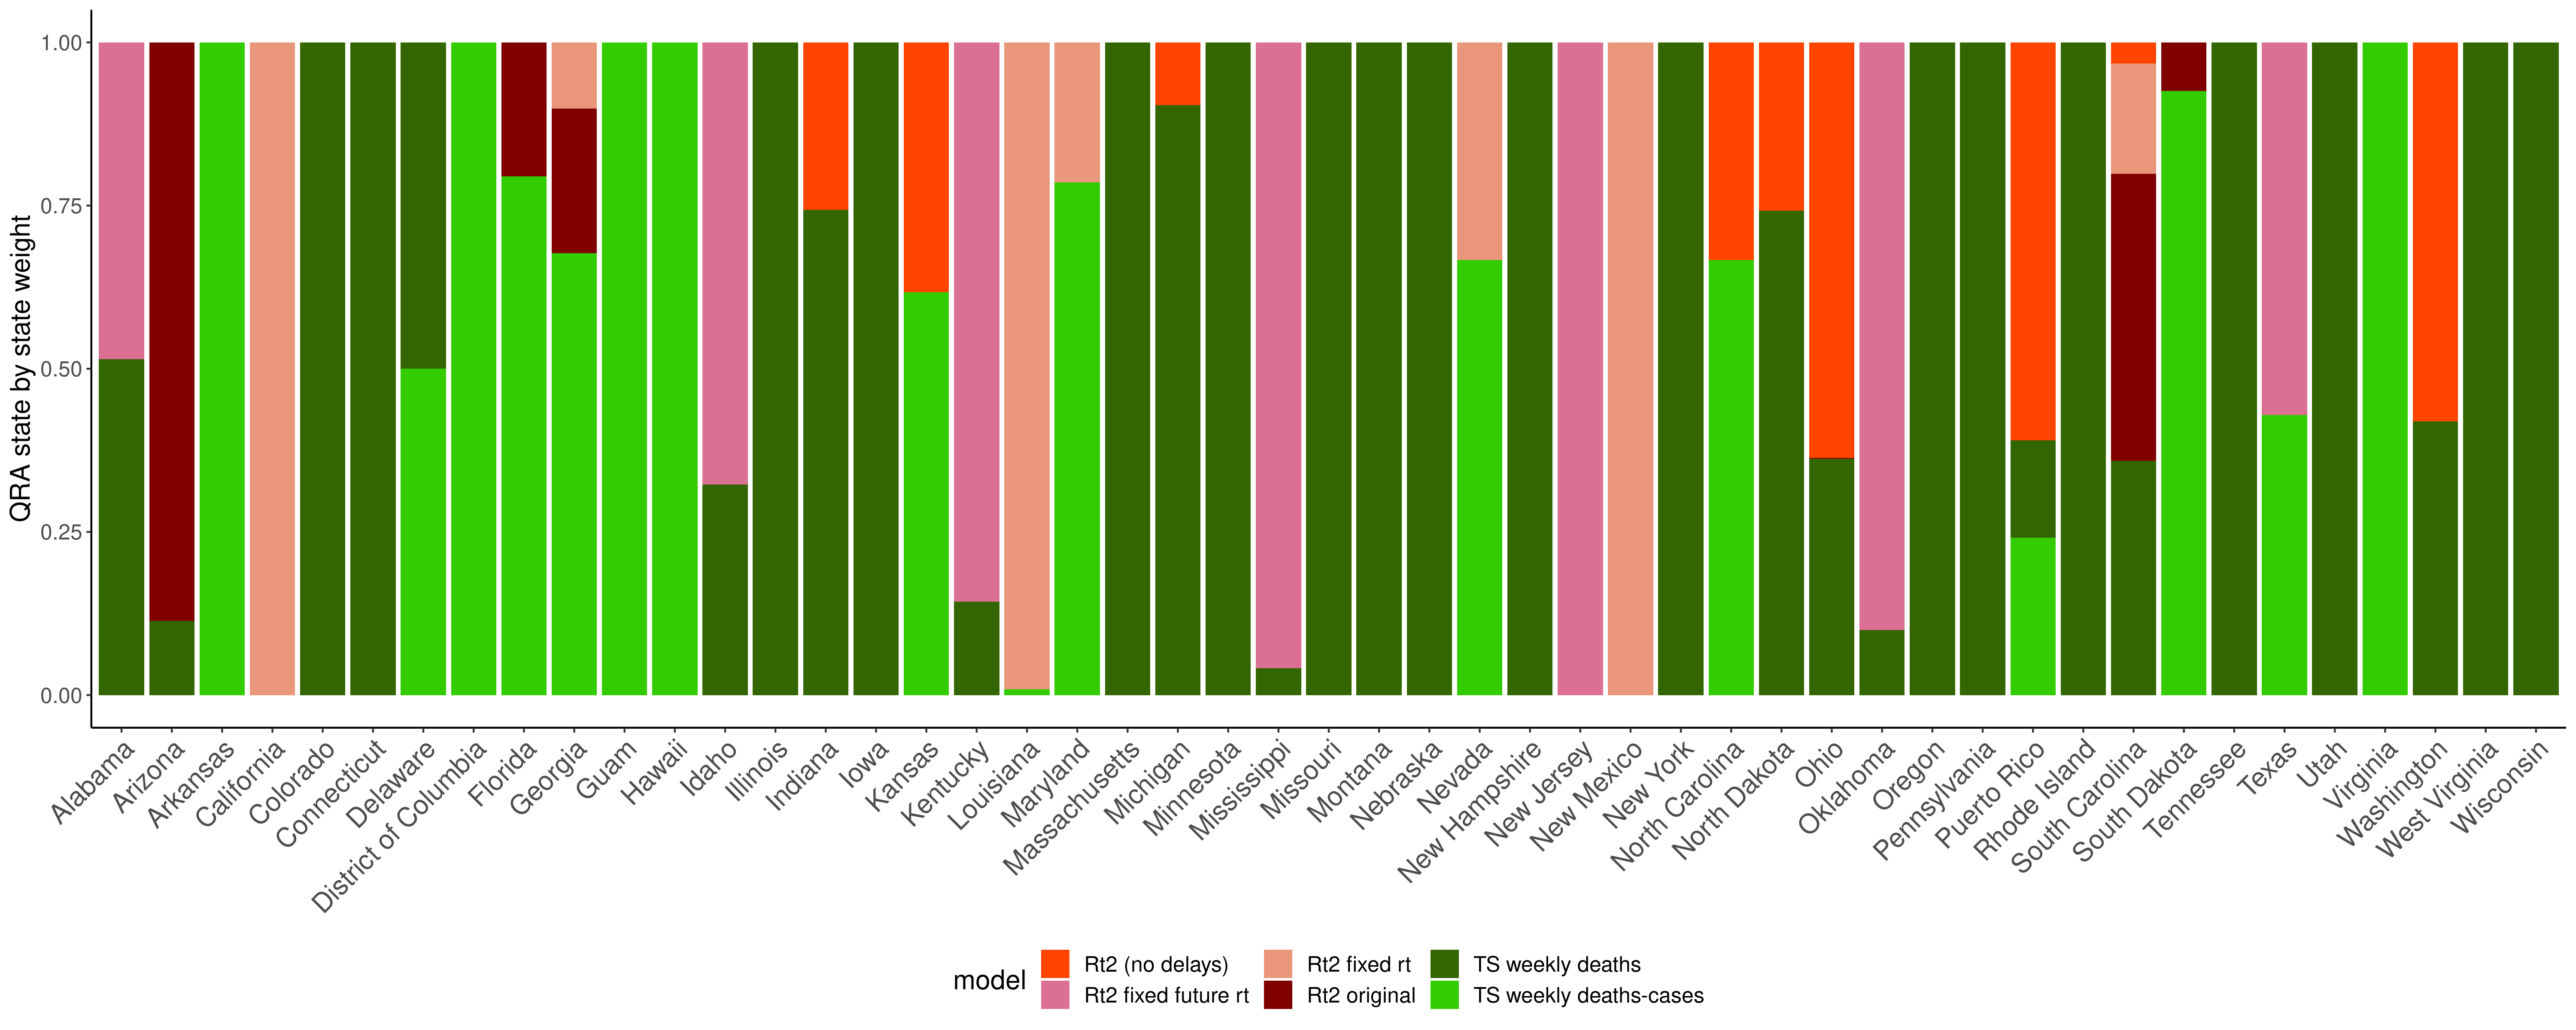 QRA state by state weight
1.00
0.75
0.50
0.25
0.00
Alabama
Arizona
Arkansas
California
Colorado
Connecticut
Delaware
District of Columbia
Florida
Georgia
Guam
Hawaii
Idaho
Illinois
Indiana
Iowa
Kansas
Kentucky
Louisiana
Maryland
Massachusetts
Michigan
Minnesota
Mississippi
Missouri
Montana
Nebraska
Nevada
New Hampshire
New Jersey
New Mexico
New York
North Carolina
North Dakota
Ohio
Oklahoma
Oregon
Pennsylvania
Puerto Rico
Rhode Island
South Carolina
South Dakota
Tennessee
Texas
Utah
Virginia
Washington
West Virginia
Wisconsin
model
Rt2 (no delays)
Rt2 fixed future rt
Rt2 fixed rt
Rt2 original
TS weekly deaths
TS weekly deaths-cases